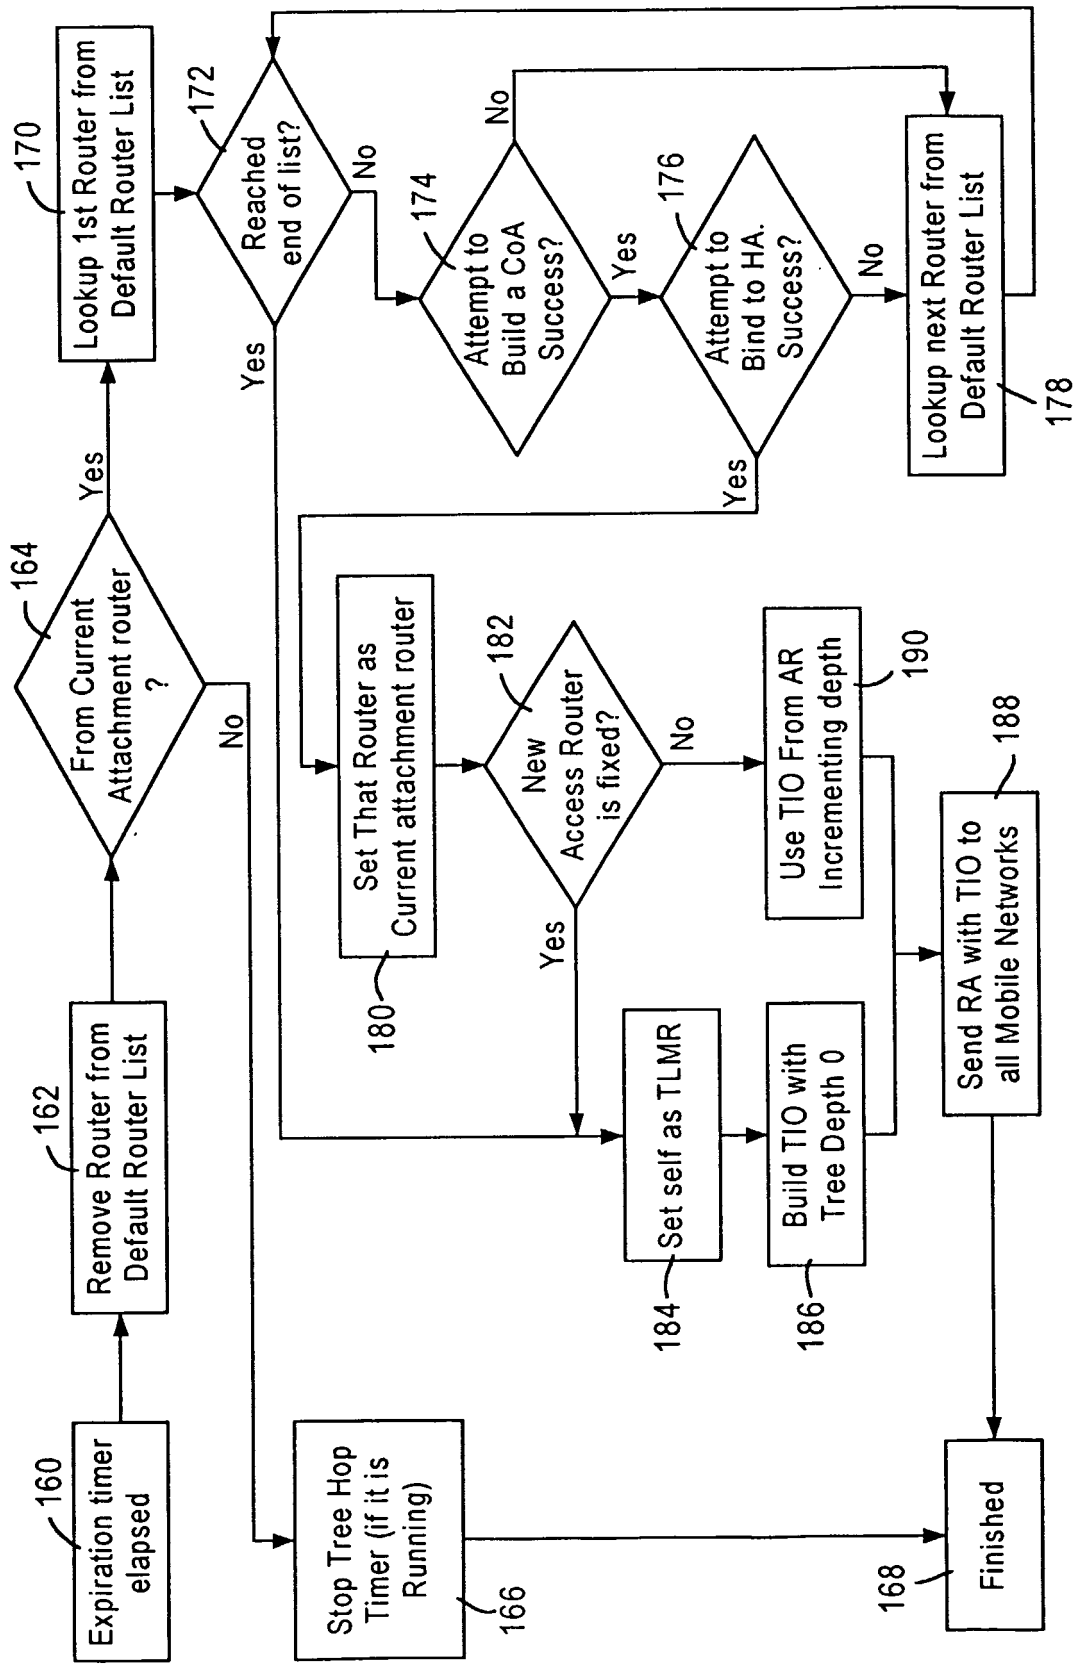 160
Expiration timer
elapsed
162
Remove Router from
Default Router List
164
From Current
Attachment router
?
Yes
No
170
Lookup 1st Router from
Default Router List
172
Reached
end of list?
Yes
No
174
Attempt to
Build a CoA
Success?
No
Yes
176
Attempt to
Bind to HA.
Success?
Yes
No
Lookup next Router from
Default Router List
178
Set That Router as
Current attachment router
180
182
New
Access Router
is fixed?
Yes
No
Set self as TLMR
184
Build TIO with
Tree Depth 0
186
Use TIO From AR
Incrementing depth
190
188
Send RA with TIO to
all Mobile Networks
Stop Tree Hop
Timer (if it is
Running)
166
168
Finished